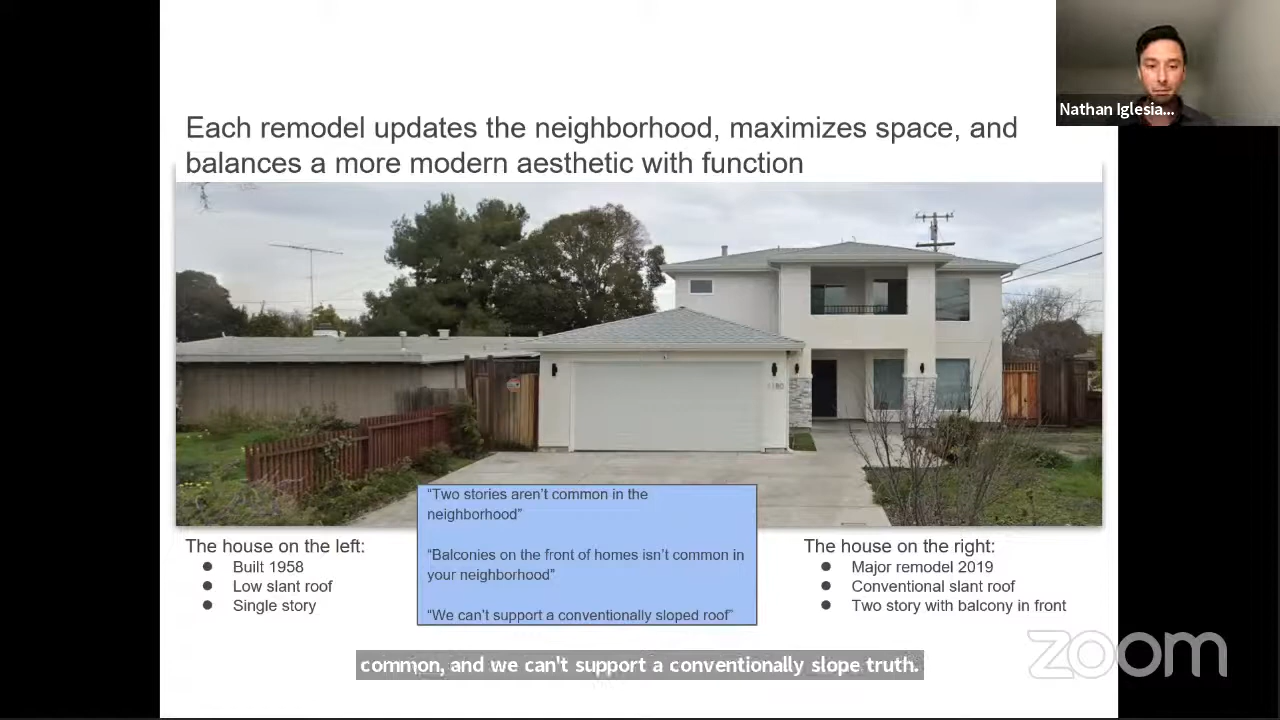 Nathan Iglesia...
Each remodel updates the neighborhood, maximizes space, and
balances a more modern aesthetic with function
“Two stories aren’t common in the
neighborhood”
“Balconies on the front of homes isn’t common in
your neighborhood”
“We can’t support a conventionally sloped roof”
The house on the left:
● Built 1958
● Low slant roof
● Single story
The house on the right:
● Major remodel 2019
● Conventional slant roof
● Two story with balcony in front
common, and we can't support a conventionally slope truth.
zoom